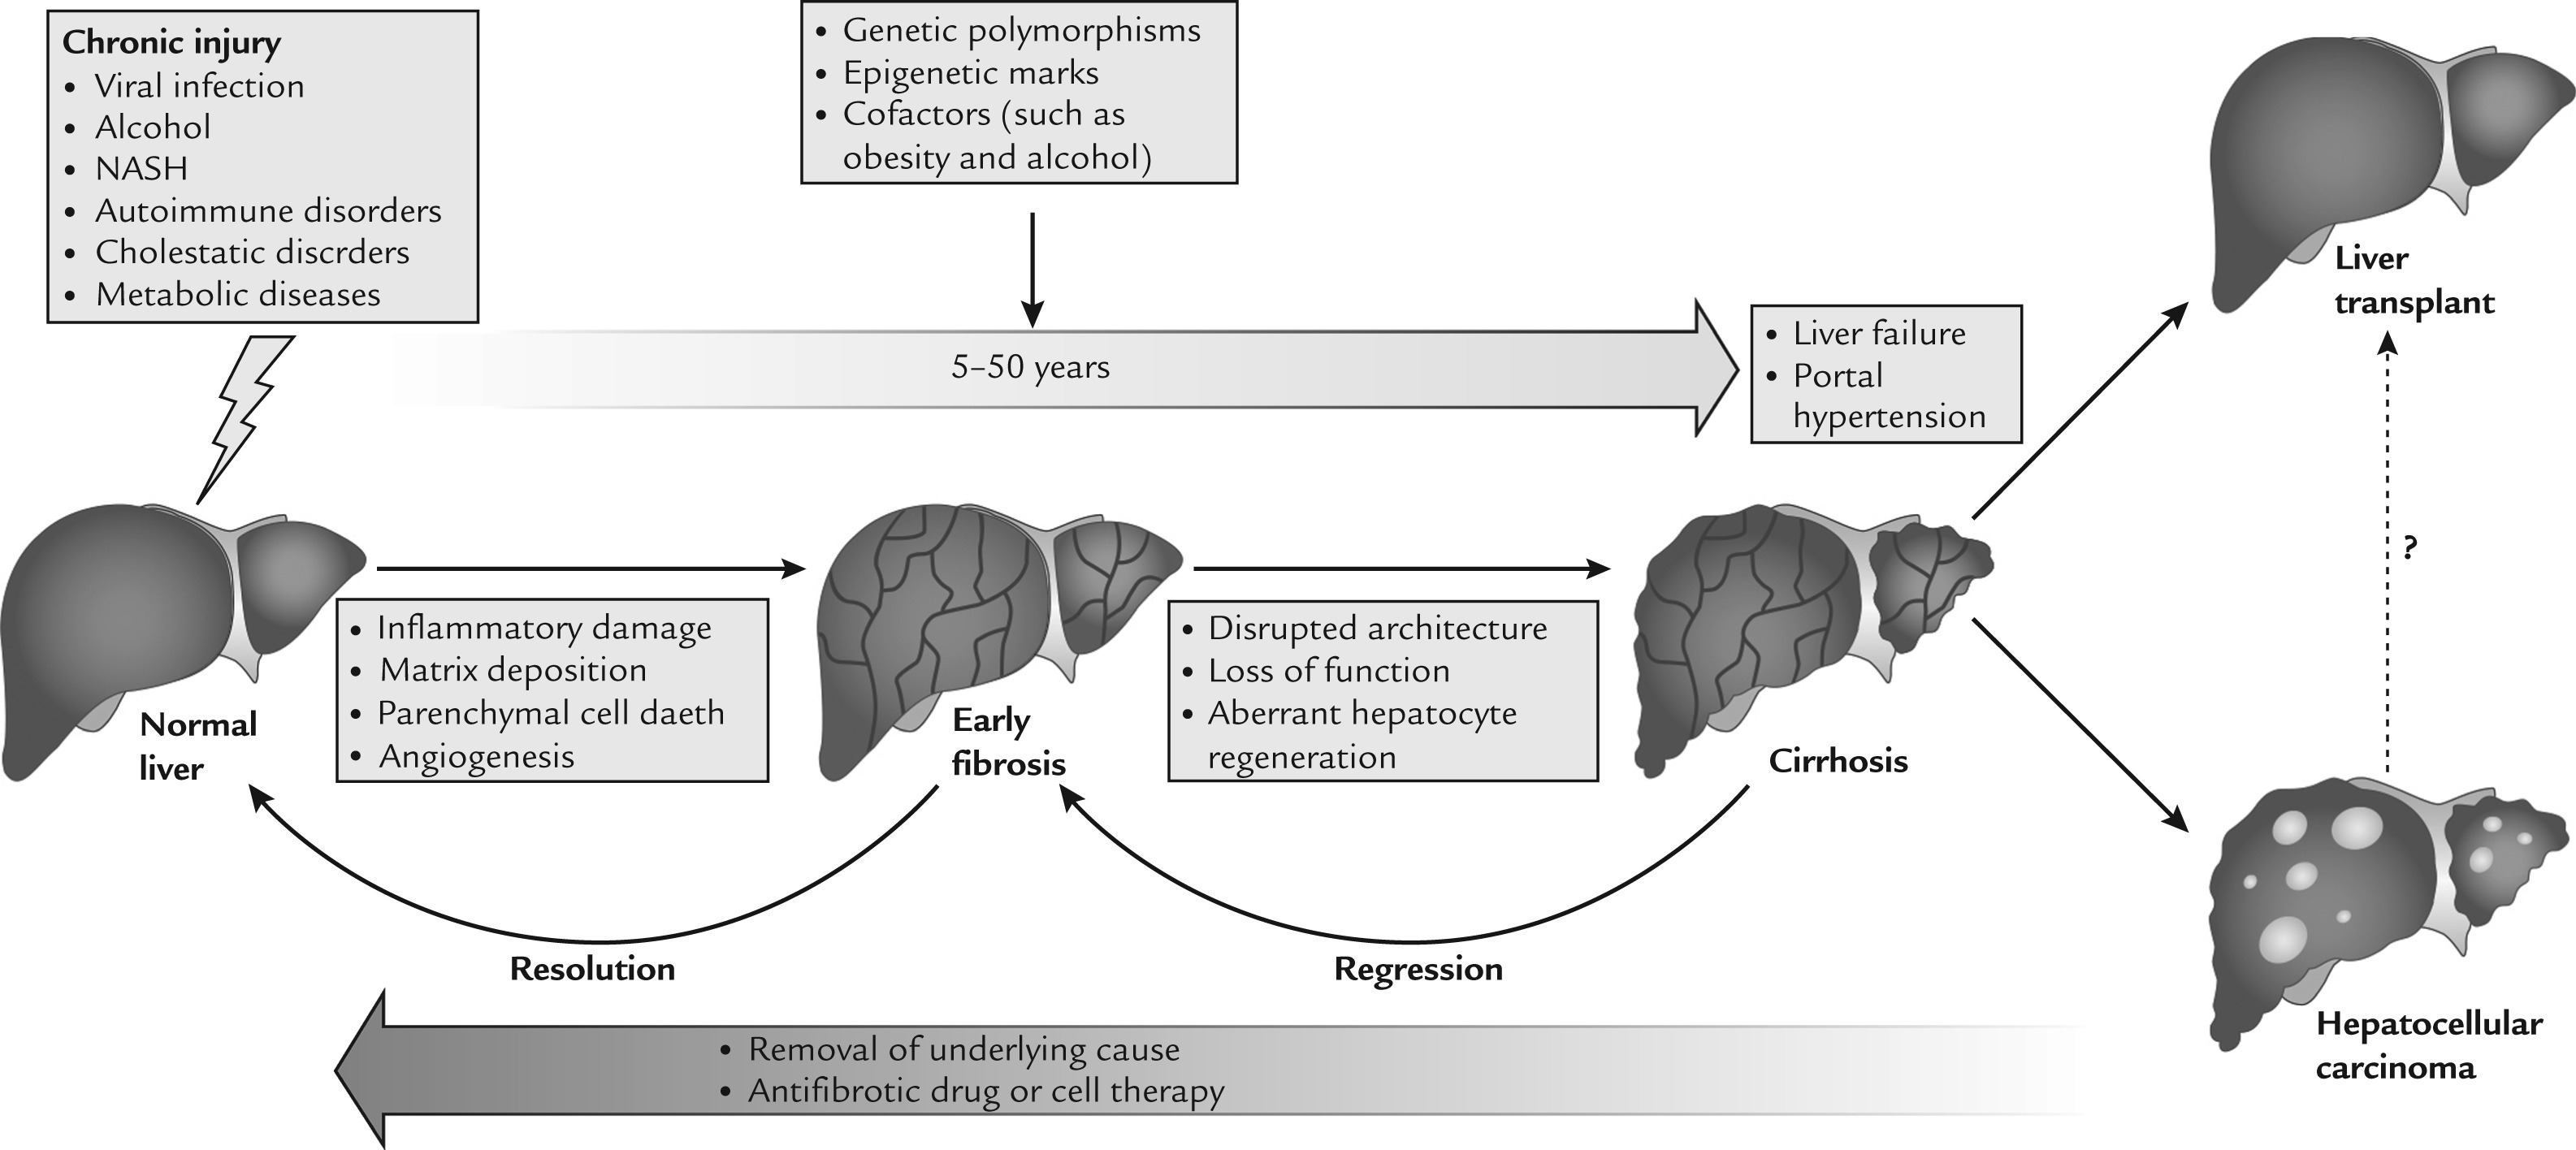 Chronic injury
• Viral infection
• Alcohol
• NASH
• Autoimmune disorders
• Cholestatic discrders
• Metabolic diseases
• Genetic polymorphisms
• Epigenetic marks
• Cofactors (such as
obesity and alcohol)
5–50 years
• Liver failure
• Portal
hypertension
Liver
transplant
?
Normal
liver
• Inflammatory damage
• Matrix deposition
• Parenchymal cell daeth
• Angiogenesis
Early
fibrosis
• Disrupted architecture
• Loss of function
• Aberrant hepatocyte
regeneration
Cirrhosis
Hepatocellular
carcinoma
Resolution
Regression
• Removal of underlying cause
• Antifibrotic drug or cell therapy